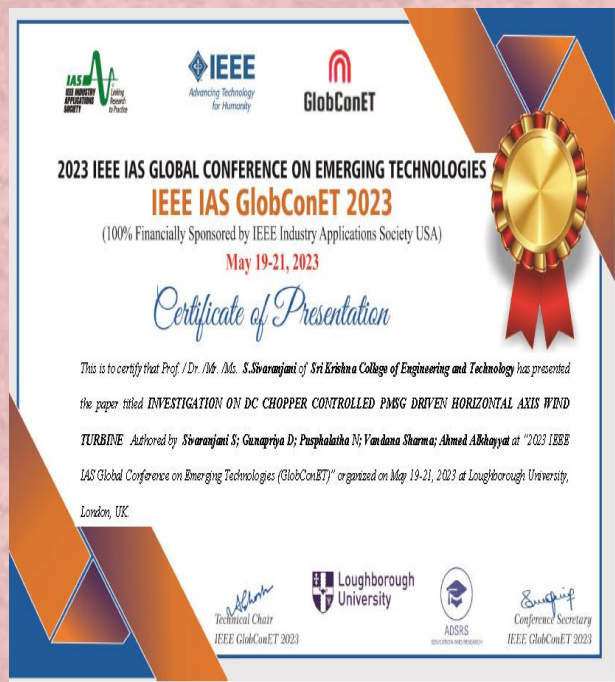 IAS
IEEE INDUSTRY
APPLICATIONS
SOCIETY
Linking
Research
to Practice
IEEE
Advancing Technology
for Humanity
GlobConET
2023 IEEE IAS GLOBAL CONFERENCE ON EMERGING TECHNOLOGIES
IEEE IAS GlobConET 2023
(100% Financially Sponsored by IEEE Industry Applications Society USA)
May 19-21, 2023
Certificate of Presentation
This is to certify that Prof. / Dr. /Mr. /Ms. S.Sivaranjani of Sri Krishna College of Engineering and Technology has presented
the paper titled INVESTIGATION ON DC CHOPPER CONTROLLED PMSG DRIVEN HORIZONTAL AXIS WIND
TURBINE Authored by Sivaranjani S; Gunapriya D; Pusphalatha N; Vandana Sharma; Ahmed Alkhayyat at "2023 IEEE
IAS Global Conference on Emerging Technologies (GlobConET)" organized on May 19-21, 2023 at Loughborough University,
London, UK.
Technical Chair
IEEE GlobConET 2023
Loughborough
University
ADSRS
EDUCATION AND RESEARCH
Conference Secretary
IEEE GlobConET 2023